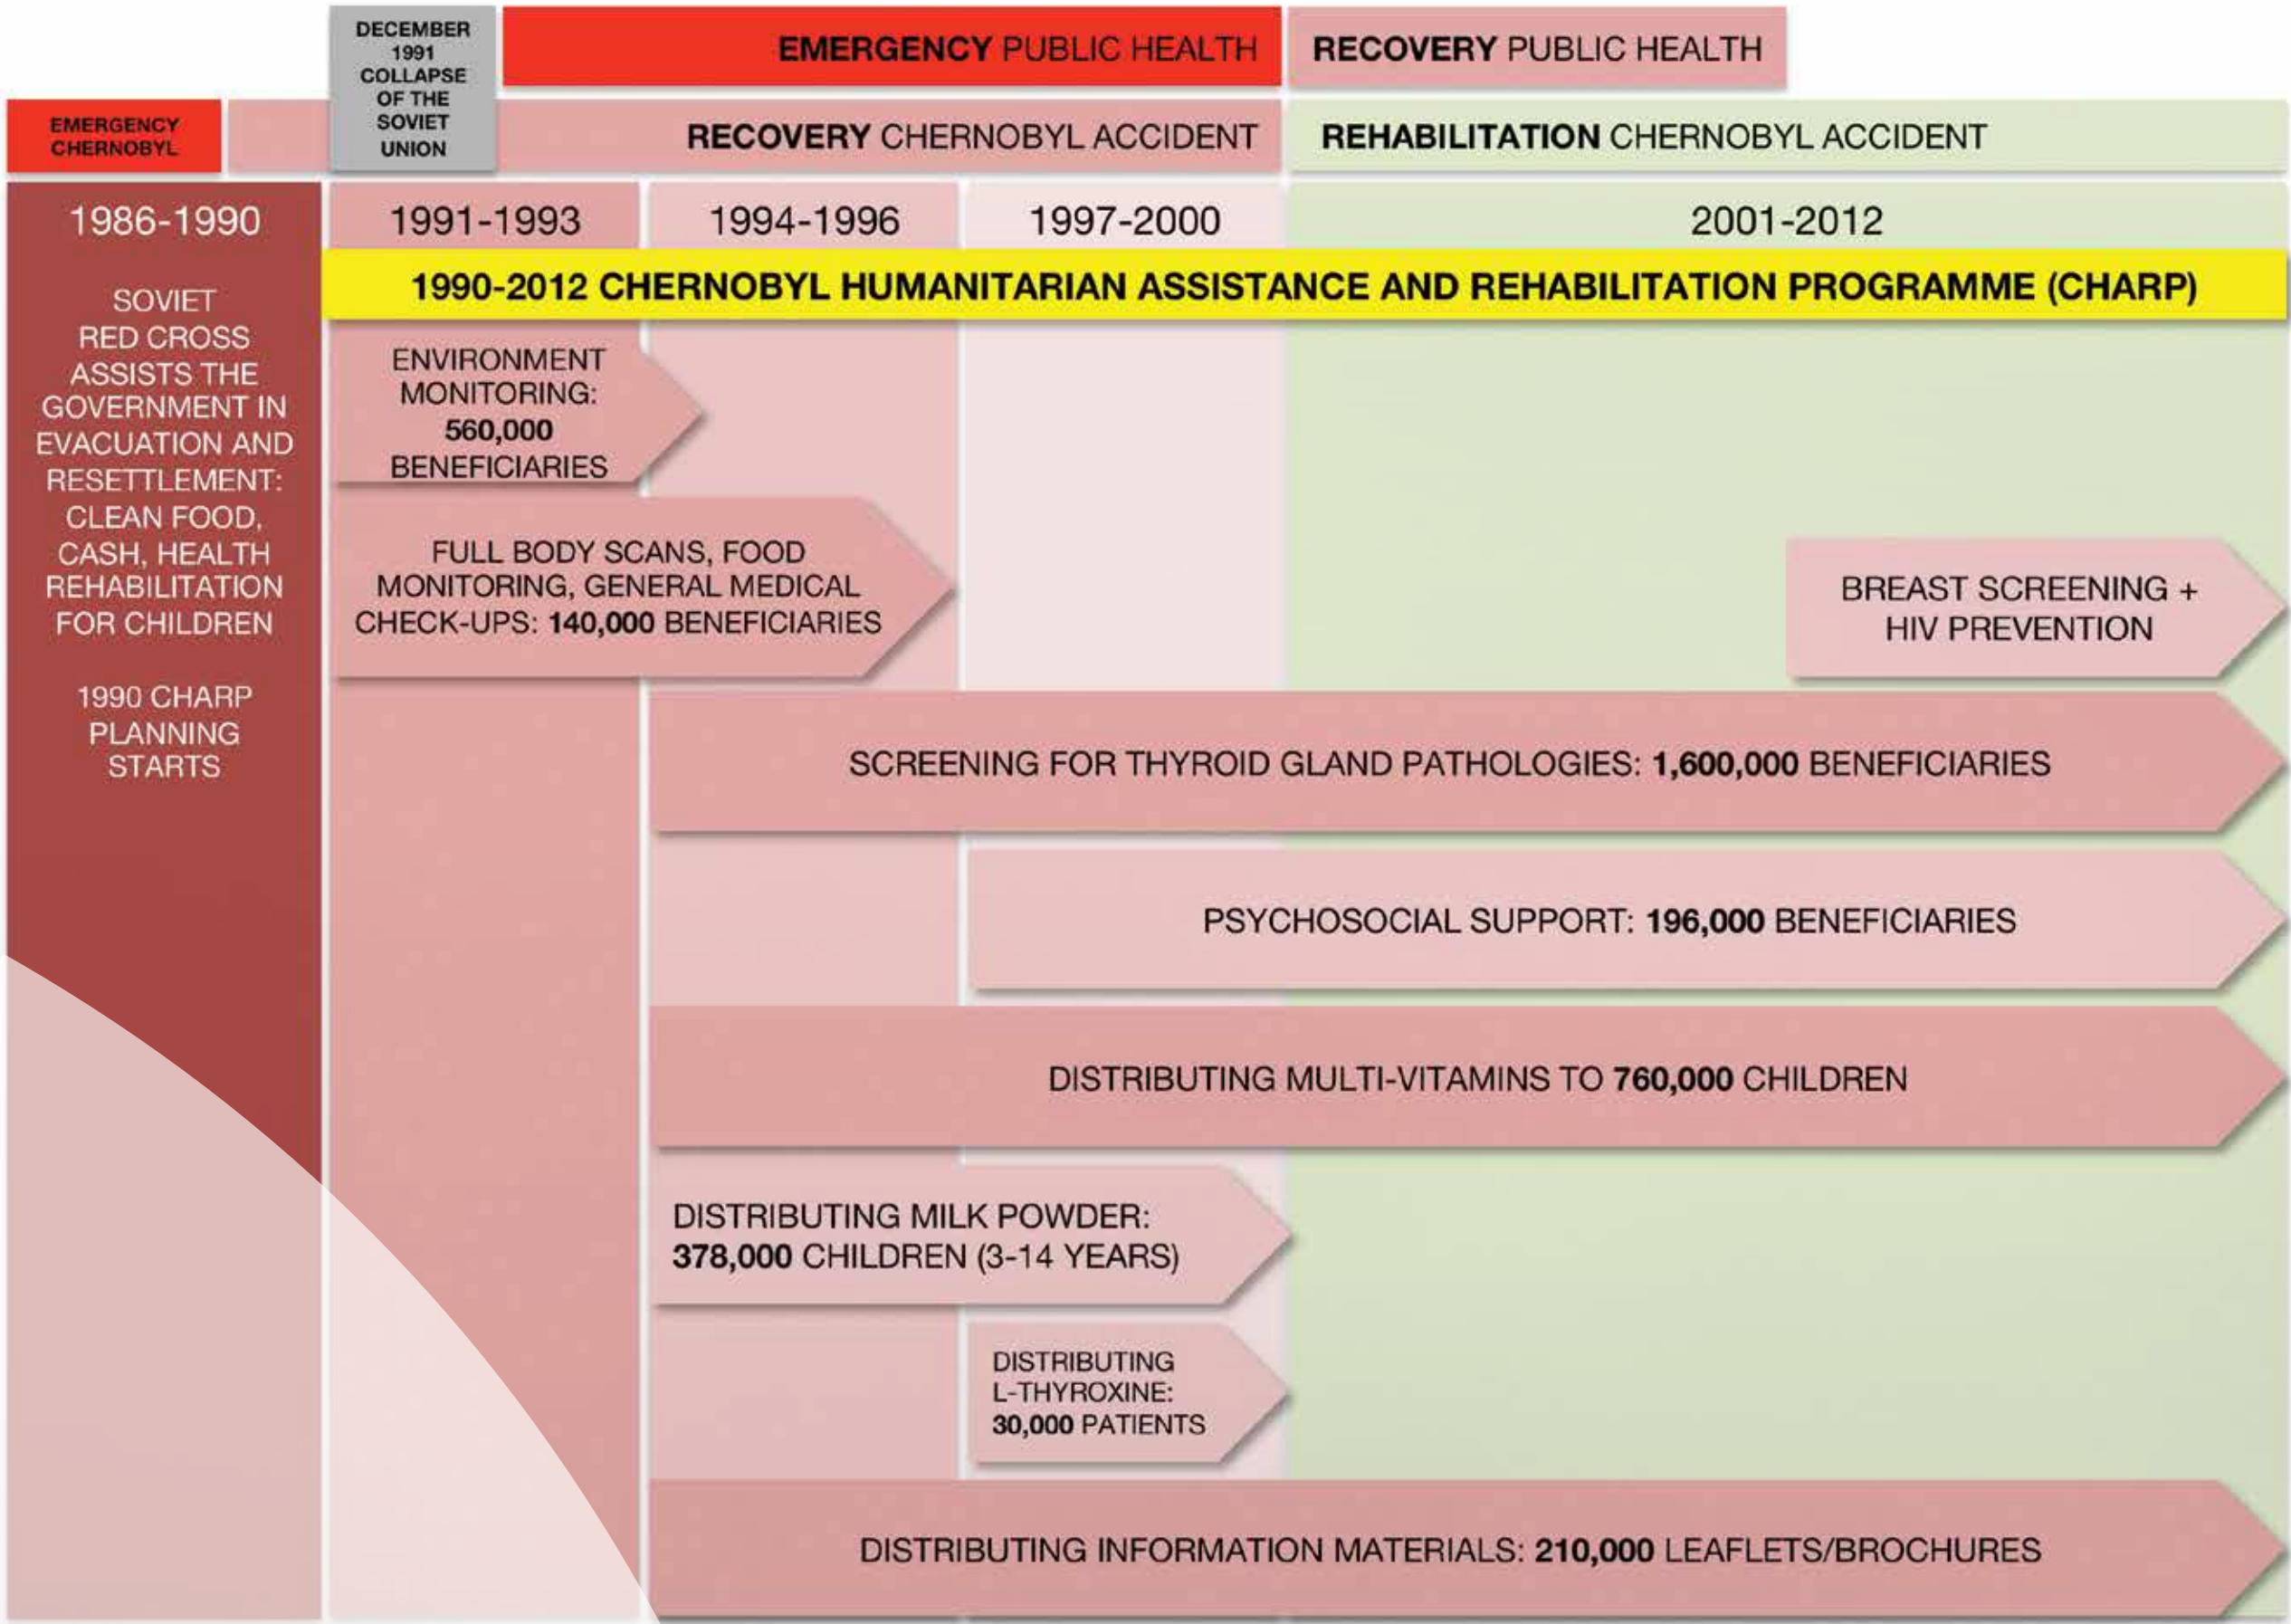 DECEMBER
1991
COLLAPSE
OF THE
SOVIET
UNION
EMERGENCY PUBLIC HEALTH
RECOVERY PUBLIC HEALTH
EMERGENCY
CHERNOBYL
RECOVERY CHERNOBYL ACCIDENT
REHABILITATION CHERNOBYL ACCIDENT
1986-1990
1991-1993
1994-1996
1997-2000
2001-2012
1990-2012 CHERNOBYL HUMANITARIAN ASSISTANCE AND REHABILITATION PROGRAMME (CHARP)
SOVIET
RED CROSS
ASSISTS THE
GOVERNMENT IN
EVACUATION AND
RESETTLEMENT:
CLEAN FOOD,
CASH, HEALTH
REHABILITATION
FOR CHILDREN
1990 CHARP
PLANNING
STARTS
ENVIRONMENT
MONITORING:
560,000
BENEFICIARIES
FULL BODY SCANS, FOOD
MONITORING, GENERAL MEDICAL
CHECK-UPS: 140,000 BENEFICIARIES
BREAST SCREENING +
HIV PREVENTION
SCREENING FOR THYROID GLAND PATHOLOGIES: 1,600,000 BENEFICIARIES
PSYCHOSOCIAL SUPPORT: 196,000 BENEFICIARIES
DISTRIBUTING MULTI-VITAMINS TO 760,000 CHILDREN
DISTRIBUTING MILK POWDER:
378,000 CHILDREN (3-14 YEARS)
DISTRIBUTING
L-THYROXINE:
30,000 PATIENTS
DISTRIBUTING INFORMATION MATERIALS: 210,000 LEAFLETS/BROCHURES